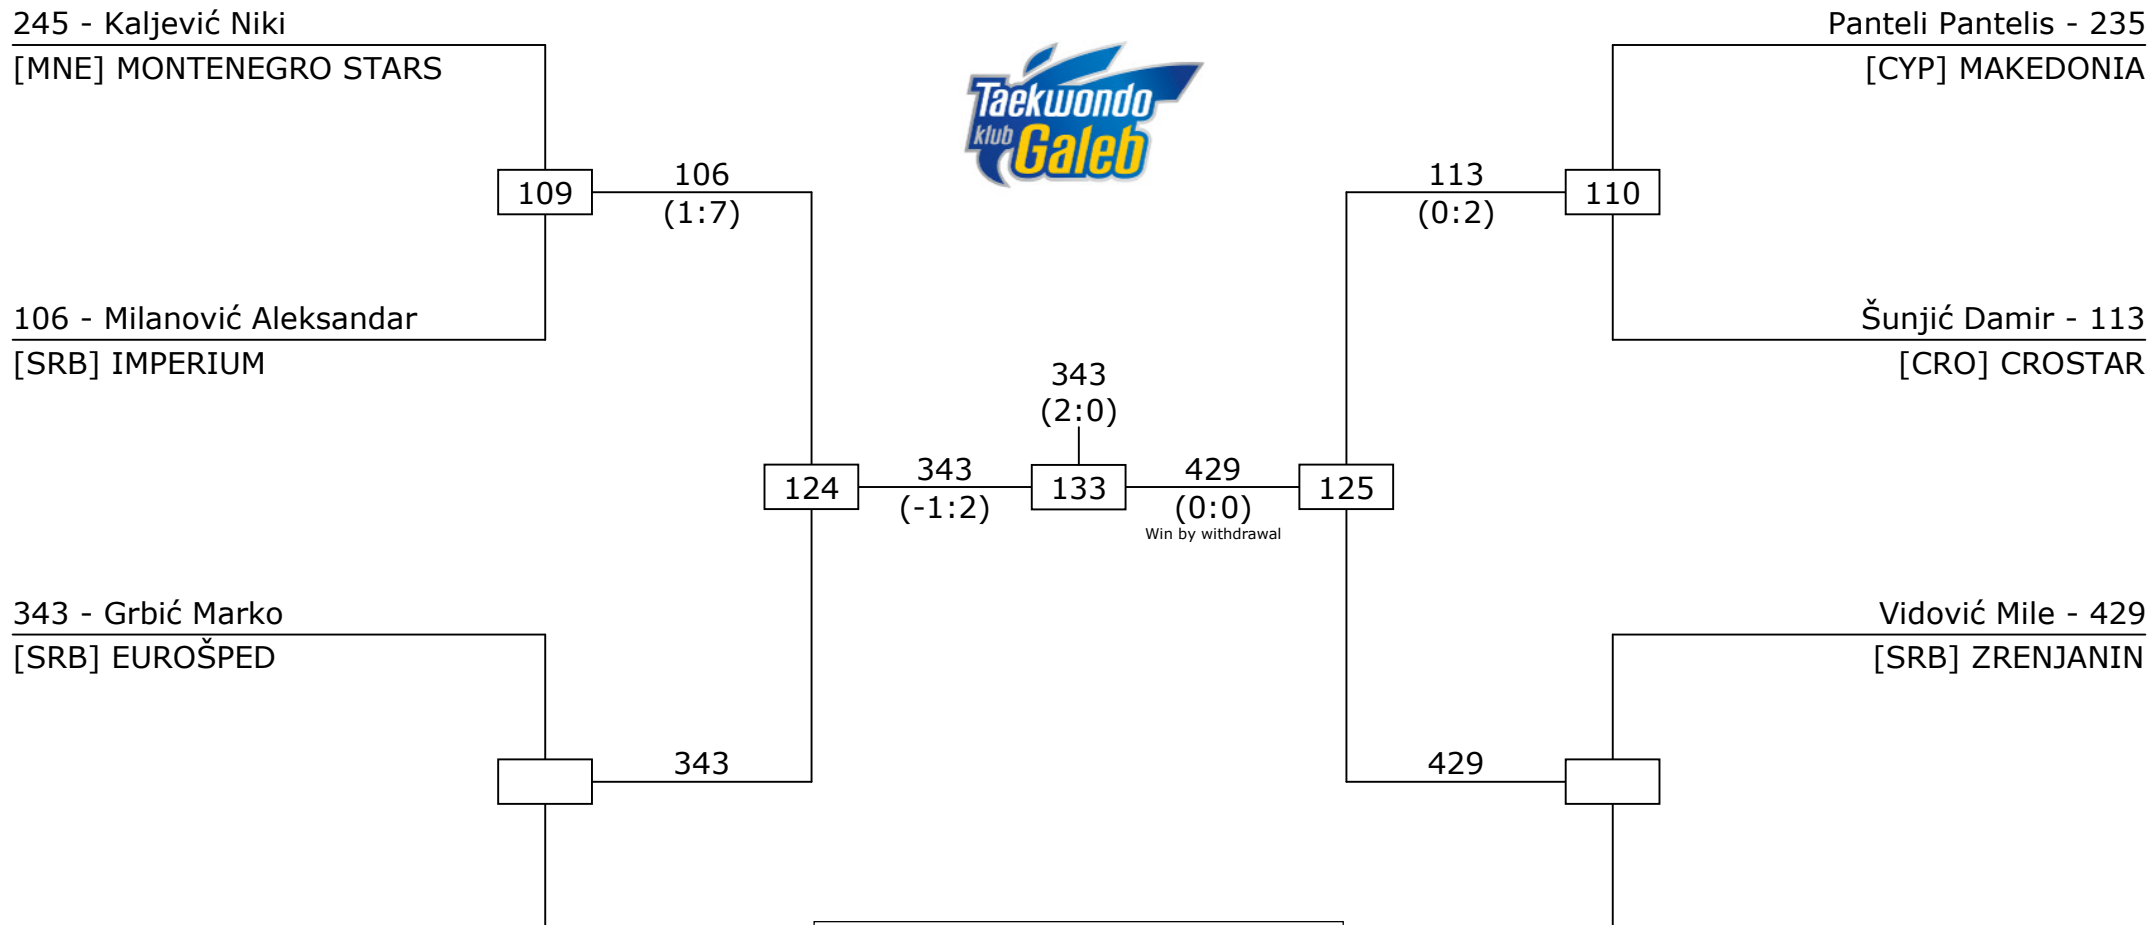 245 - Kaljević Niki
[MNE] MONTENEGRO STARS
106 - Milanović Aleksandar
[SRB] IMPERIUM
343 - Grbić Marko
[SRB] EUROŠPED
109
106
(1:7)
343
124
343
(-1:2)
Taekwondo
klub Galeb
343
(2:0)
133
429
(0:0)
Win by withdrawal
125
113
(0:2)
110
429
Panteli Pantelis - 235
[CYP] MAKEDONIA
Šunjić Damir - 113
[CRO] CROSTAR
Vidović Mile - 429
[SRB] ZRENJANIN